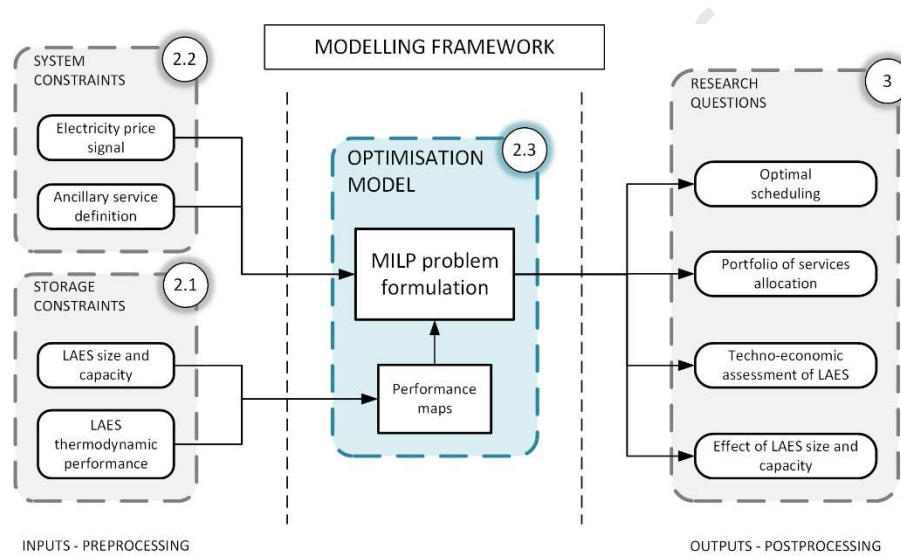 MODELLING FRAMEWORK
2.2
SYSTEM
CONSTRAINTS
Electricity price
signal
Ancillary service
definition
2.1
STORAGE
CONSTRAINTS
LAES size and
capacity
LAES
thermodynamic
performance
INPUTS - PREPROCESSING
2.3
OPTIMISATION
MODEL
MILP problem
formulation
Performance
maps
3
RESEARCH
QUESTIONS
Optimal
scheduling
Portfolio of services
allocation
Techno-economic
assessment of LAES
Effect of LAES size and
capacity
OUTPUTS - POSTPROCESSING